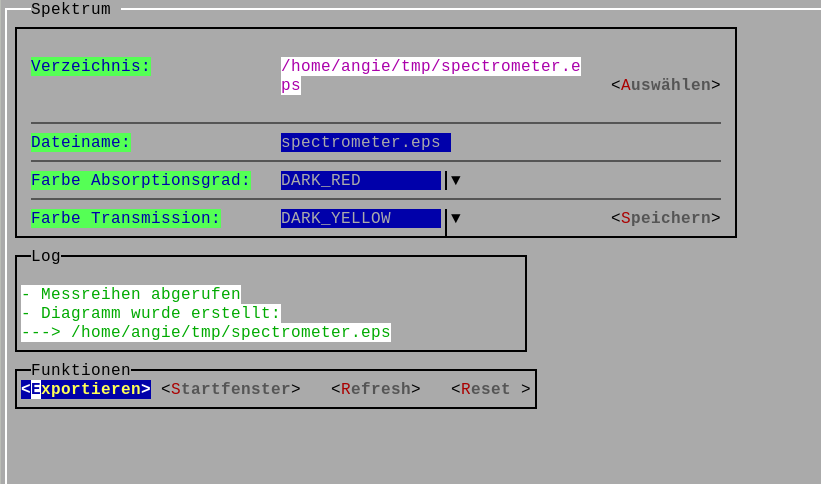 Spektrum
Verzeichnis: /home/angie/tmp/spectrometer.e
ps <Auswählen>
Dateiname: spectrometer.eps
Farbe Absorptionsgrad: DARK_RED ▼
Farbe Transmission: DARK_YELLOW ▼ <Speichern>
Log
- Messreihen abgerufen
- Diagramm wurde erstellt:
---> /home/angie/tmp/spectrometer.eps
Funktionen
<Exportieren> <Startfenster> <Refresh> <Reset >